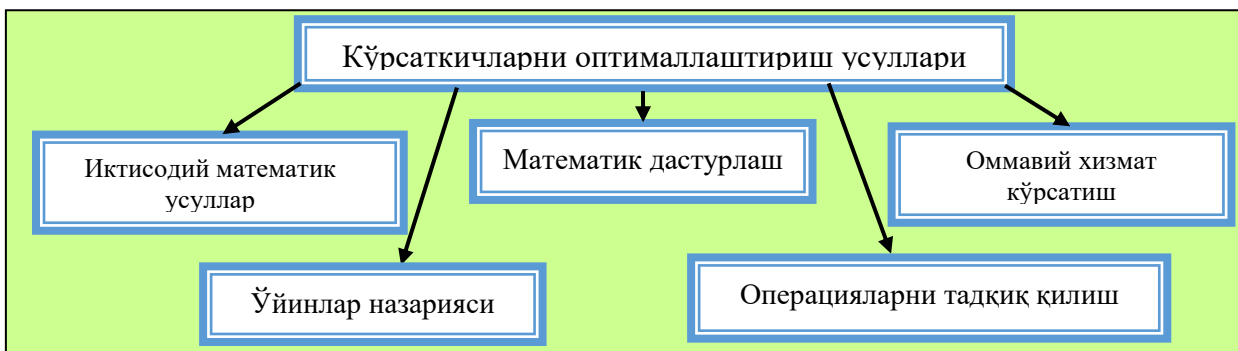 Кўрсаткичларни оптималлаштириш усуллари
Иктисодий математик
усуллар
Математик дастурлаш
Оммавий хизмат
кўрсатиш
Ўйинлар назарияси
Операцияларни тадқиқ қилиш